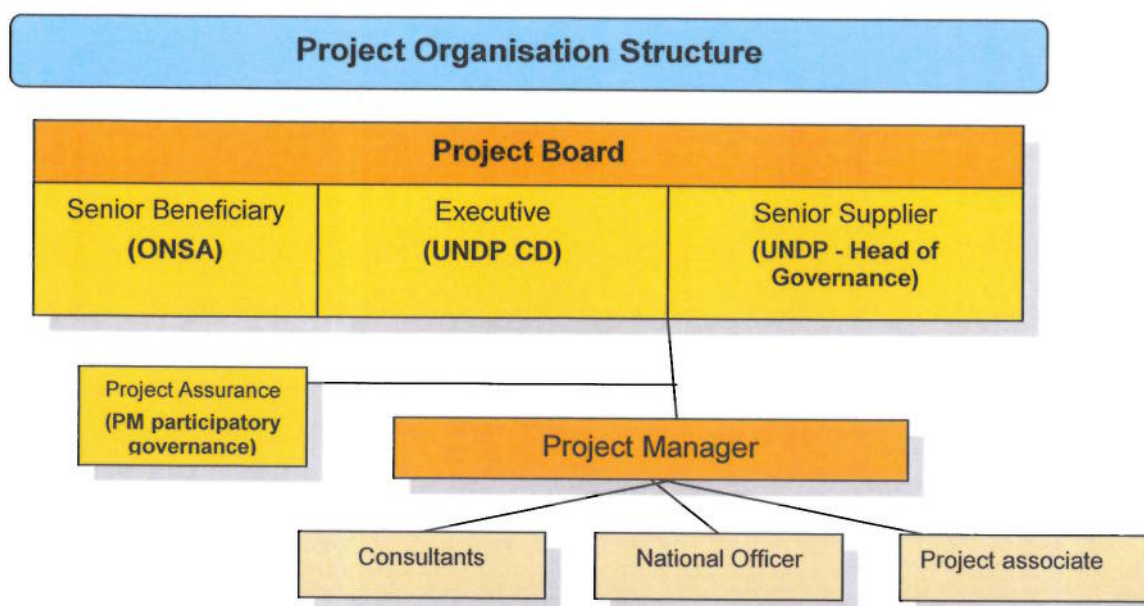 Project Organisation Structure
Project Board
Senior Beneficiary
(ONSA)
Executive
(UNDP CD)
Senior Supplier
(UNDP - Head of
Governance)
Project Assurance
(PM participatory
governance)
Project Manager
Consultants
National Officer
Project associate